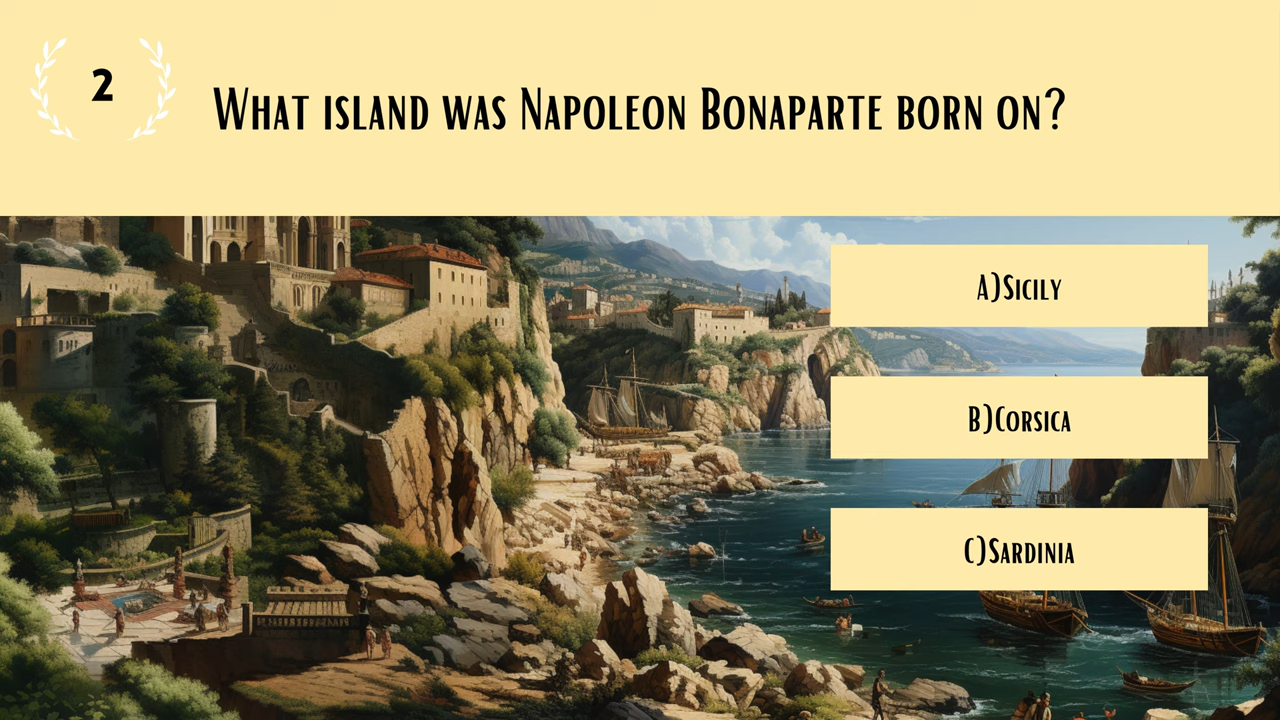 2
What island was Napoleon Bonaparte born on?
A)Sicily
B)Corsica
C)Sardinia